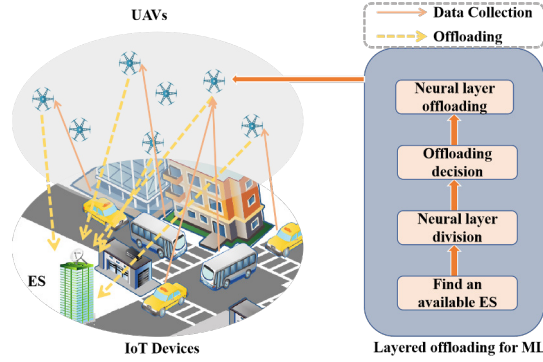 UAVs
Data Collection
Offloading
Neural layer
offloading
Offloading
decision
Neural layer
division
Find an
available ES
ES
IoT Devices
Layered offloading for ML